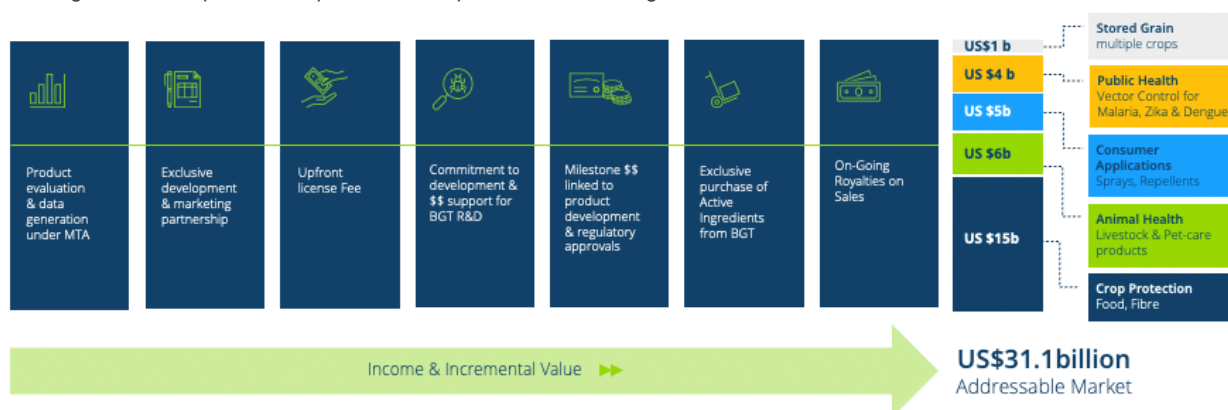 Product
evaluation
& data
generation
under MTA
Exclusive
development
& marketing
partnership
Upfront
license Fee
Commitment to
development &
$$ support for
BGT R&D
Milestone $$
linked to
product
development
& regulatory
approvals
Exclusive
purchase of
Active
Ingredients
from BGT
On-Going
Royalties on
Sales
US$1 b
US $4 b
US $5b
US $6b
US $15b
Stored Grain
multiple crops
Public Health
Vector Control for
Malaria, Zika & Dengue
Consumer
Applications
Sprays, Repellents
Animal Health
Livestock & Pet-care
products
Crop Protection
Food, Fibre
Income & Incremental Value
US$31.1billion
Addressable Market